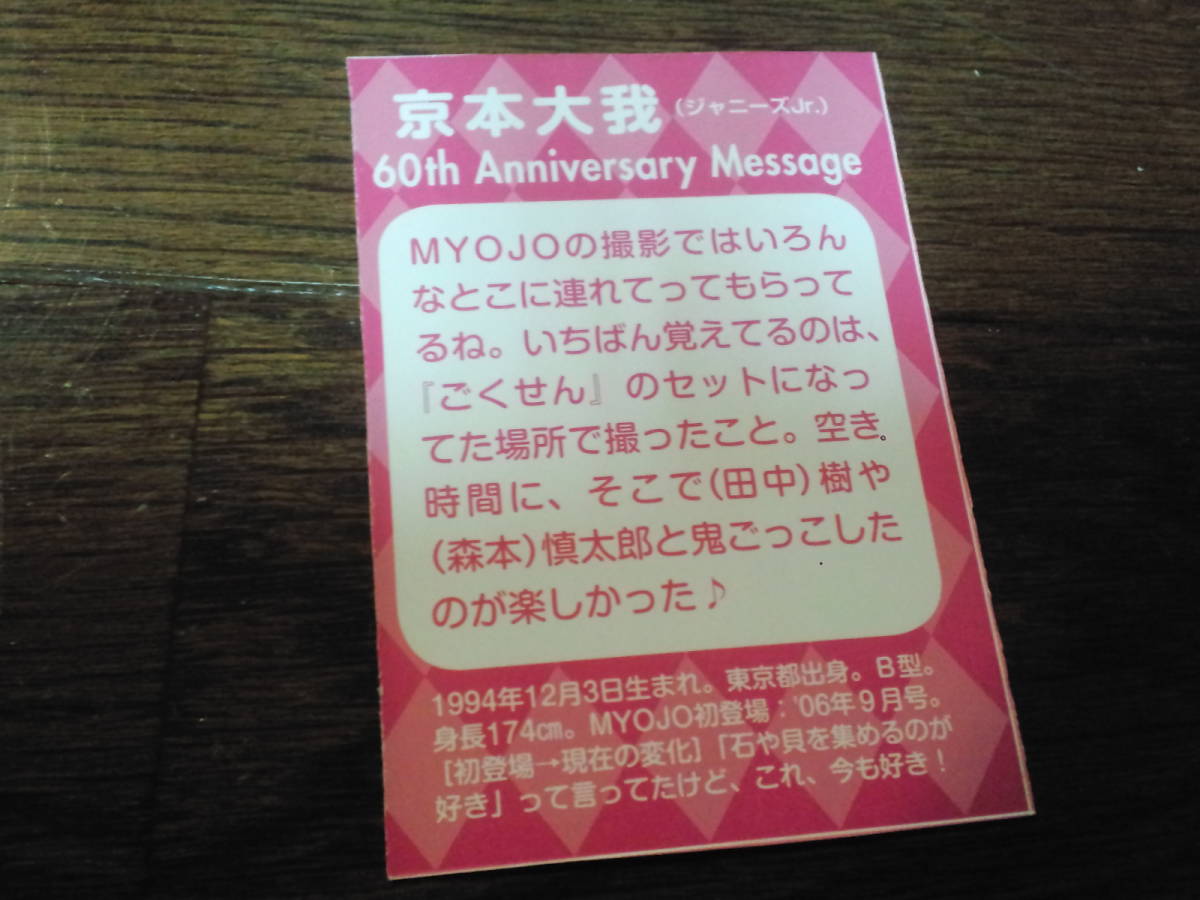 京本大我(ジャニーズJr.)
60th Anniversary Message
MYOJOの撮影ではいろん
なとこに連れてってもらって
るね。いちばん覚えてるのは、
『ごくせん』のセットになっ
てた場所で撮ったこと。空き
時間に、そこで(田中)樹や
(森本)慎太郎と鬼ごっこした
のが楽しかった♪
1994年12月3日生まれ。東京都出身。B型。
身長174㎝。MYOJO初登場:'06年9月号。
[初登場→現在の変化]「石や貝を集めるのが
好き」って言ってたけど、これ、今も好き!